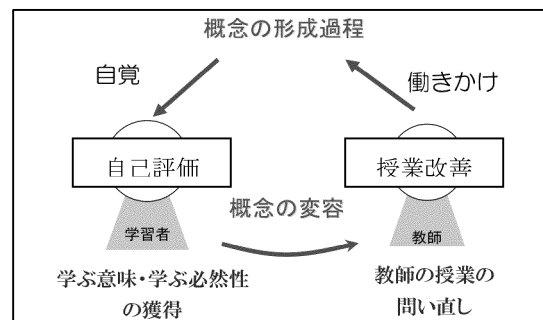 概念の形成過程
自覚
働きかけ
自己評価
授業改善
概念の変容
学習者
教師
学ぶ意味・学ぶ必然性
の獲得
教師の授業の
問い直し